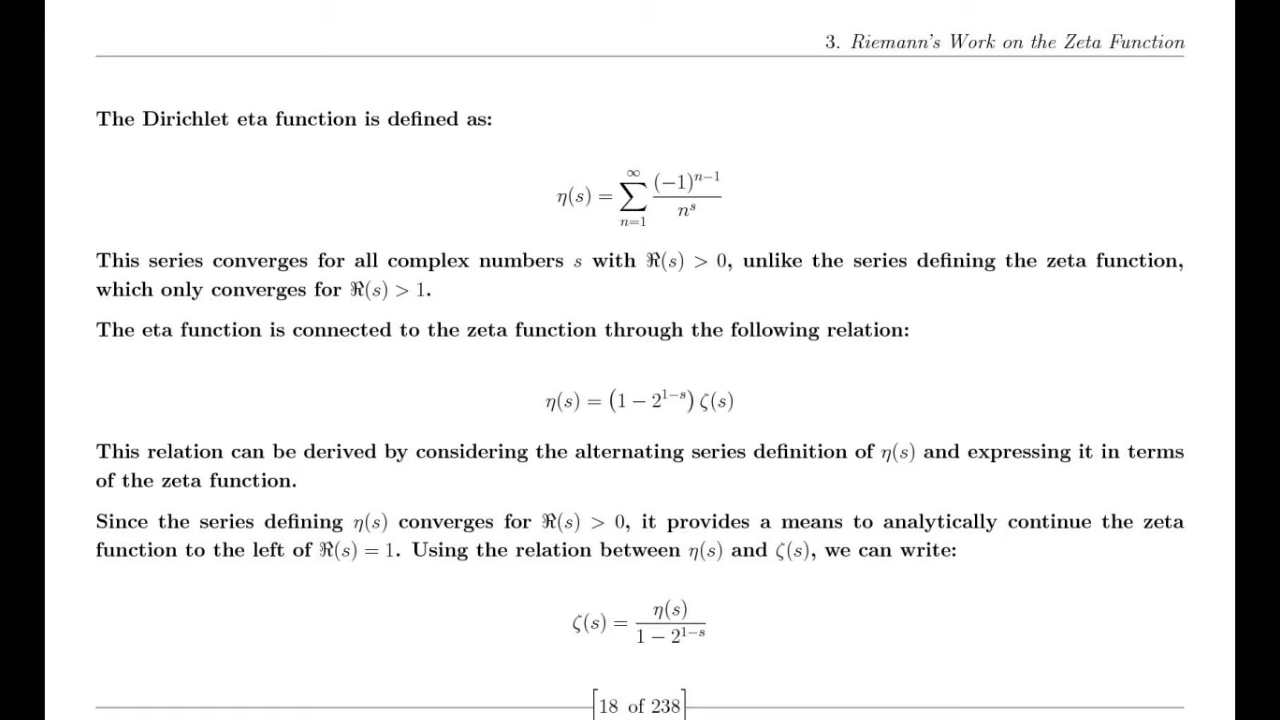 3. Riemann's Work on the Zeta Function
The Dirichlet eta function is defined as:
η(s) = ∑_{n=1}^{∞} (−1)^{n−1} / n^s
This series converges for all complex numbers s with ℜ(s) > 0, unlike the series defining the zeta function,
which only converges for ℜ(s) > 1.
The eta function is connected to the zeta function through the following relation:
η(s) = (1 − 2^{1−s}) ζ(s)
This relation can be derived by considering the alternating series definition of η(s) and expressing it in terms
of the zeta function.
Since the series defining η(s) converges for ℜ(s) > 0, it provides a means to analytically continue the zeta
function to the left of ℜ(s) = 1. Using the relation between η(s) and ζ(s), we can write:
ζ(s) = η(s) / (1 − 2^{1−s})
[18 of 238]